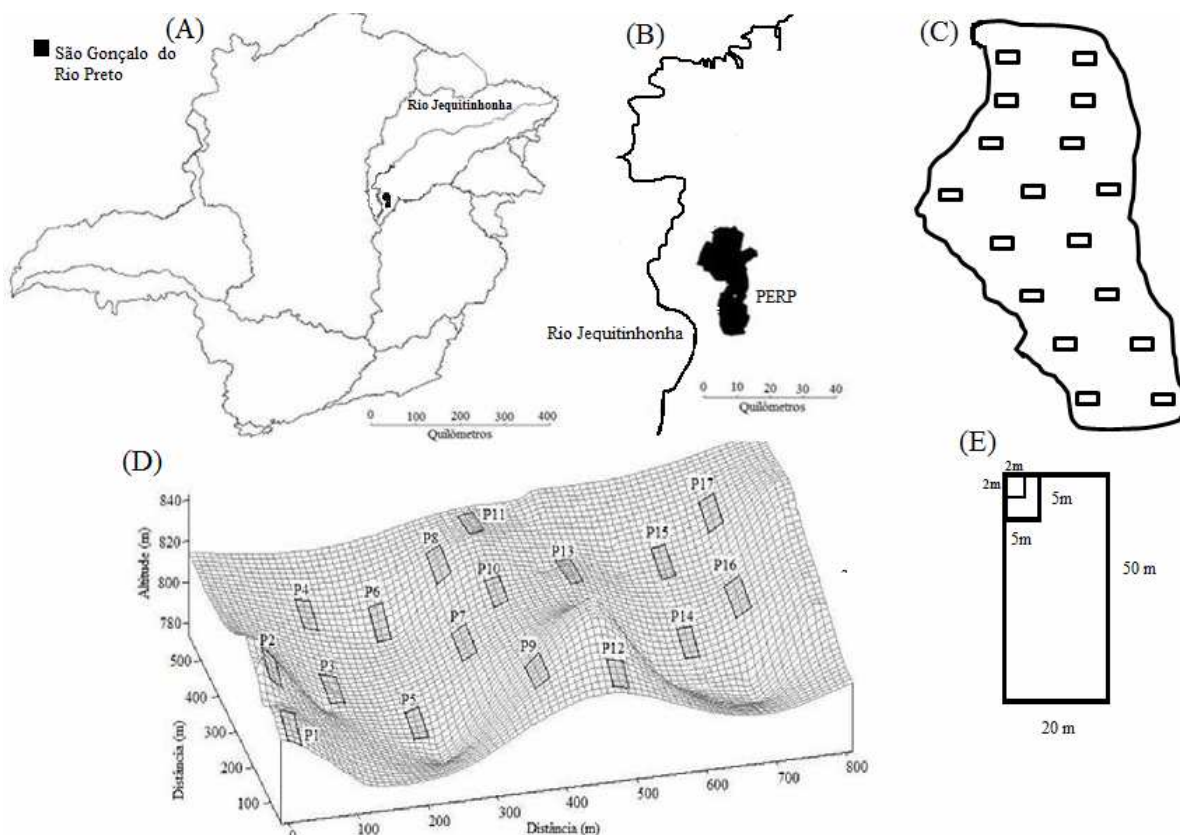 (A)
São Gonçalo do
Rio Preto
Rio Jequitinhonha
0 100 200 300 400
Quilômetros
(B)
PERP
Rio Jequitinhonha
0 10 20 30 40
Quilômetros
(C)
(D)
Altitude (m)
840
820
800
780
500
400
300
200
100
Distância (m)
0 100 200 300 400 500 600 700 800
Distância (m)
P1
P2
P3
P4
P5
P6
P7
P8
P9
P10
P11
P12
P13
P14
P15
P16
P17
(E)
2m
2m
5m
5m
50 m
20 m